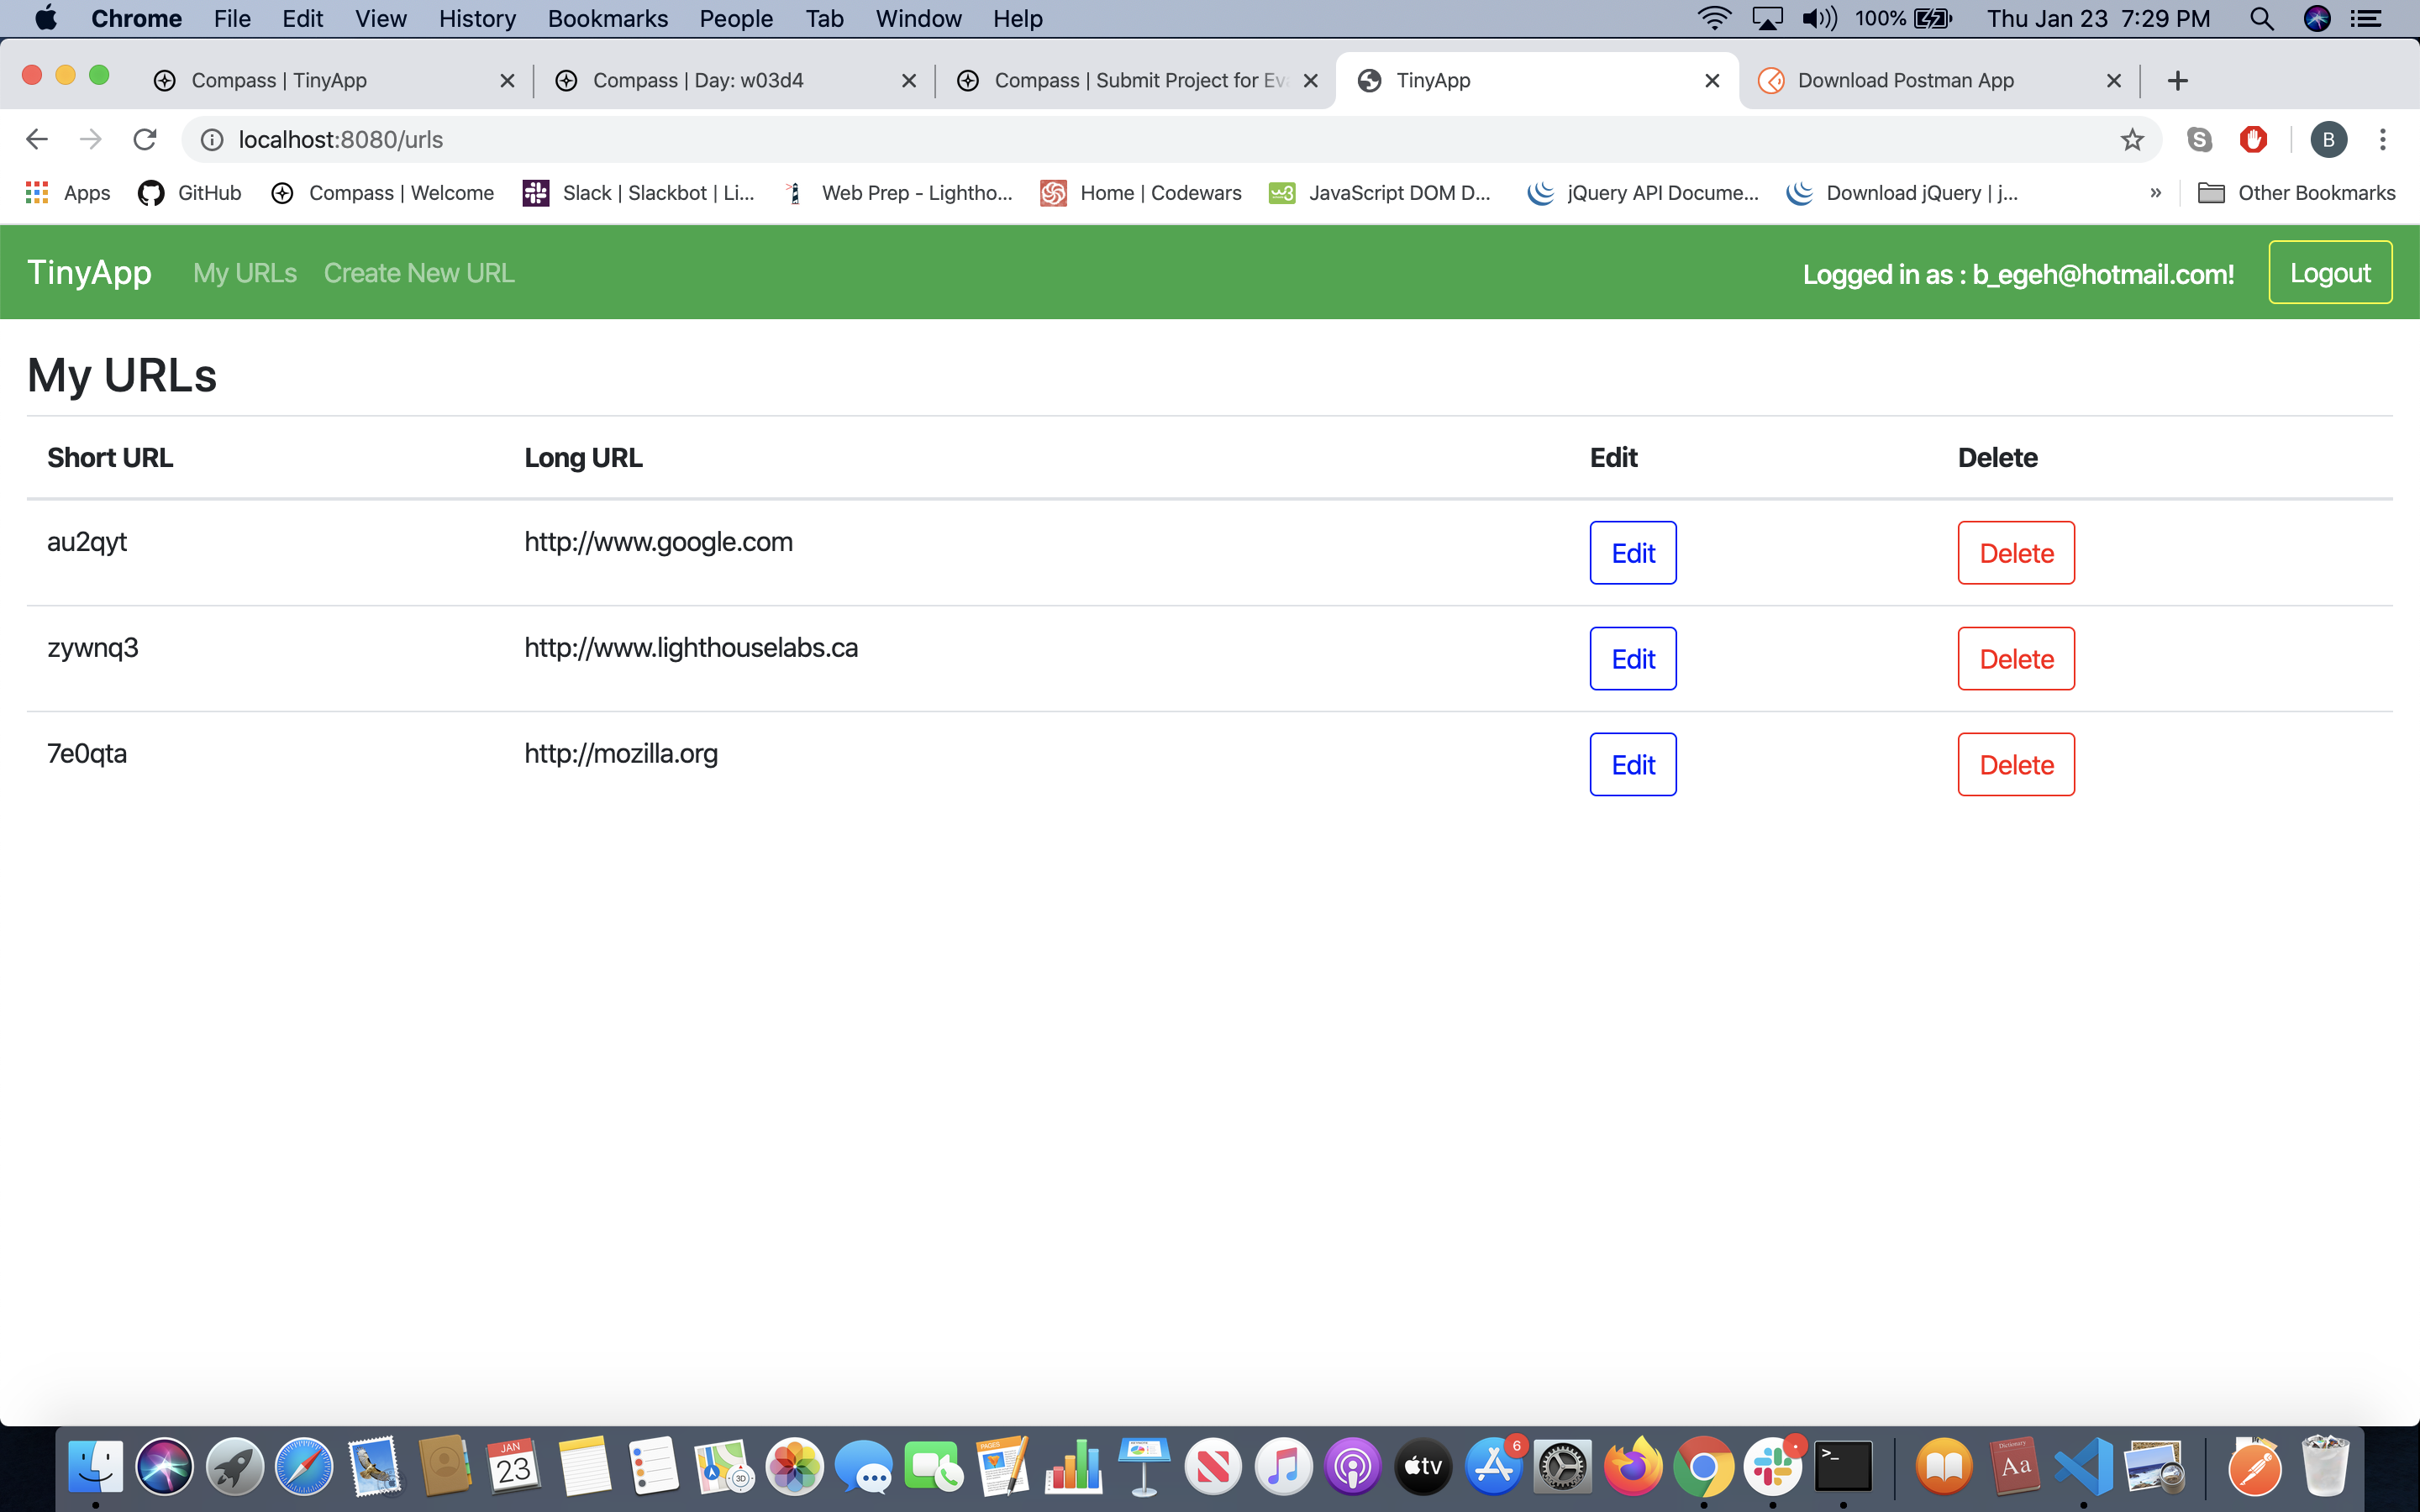 Chrome File Edit View History Bookmarks People Tab Window Help 100% Thu Jan 23 7:29 PM
Compass | TinyApp Compass | Day: w03d4 Compass | Submit Project for Ev TinyApp Download Postman App
localhost:8080/urls B
Apps GitHub Compass | Welcome Slack | Slackbot | Li... Web Prep - Lightho... Home | Codewars JavaScript DOM D... jQuery API Docume... Download jQuery | j... » Other Bookmarks
TinyApp My URLs Create New URL Logged in as : b_egeh@hotmail.com! Logout
My URLs
Short URL Long URL Edit Delete
au2qyt http://www.google.com Edit Delete
zywnq3 http://www.lighthouselabs.ca Edit Delete
7e0qta http://mozilla.org Edit Delete
JAN 23 3D PAGES tv 6 >_ Dictionary Aa